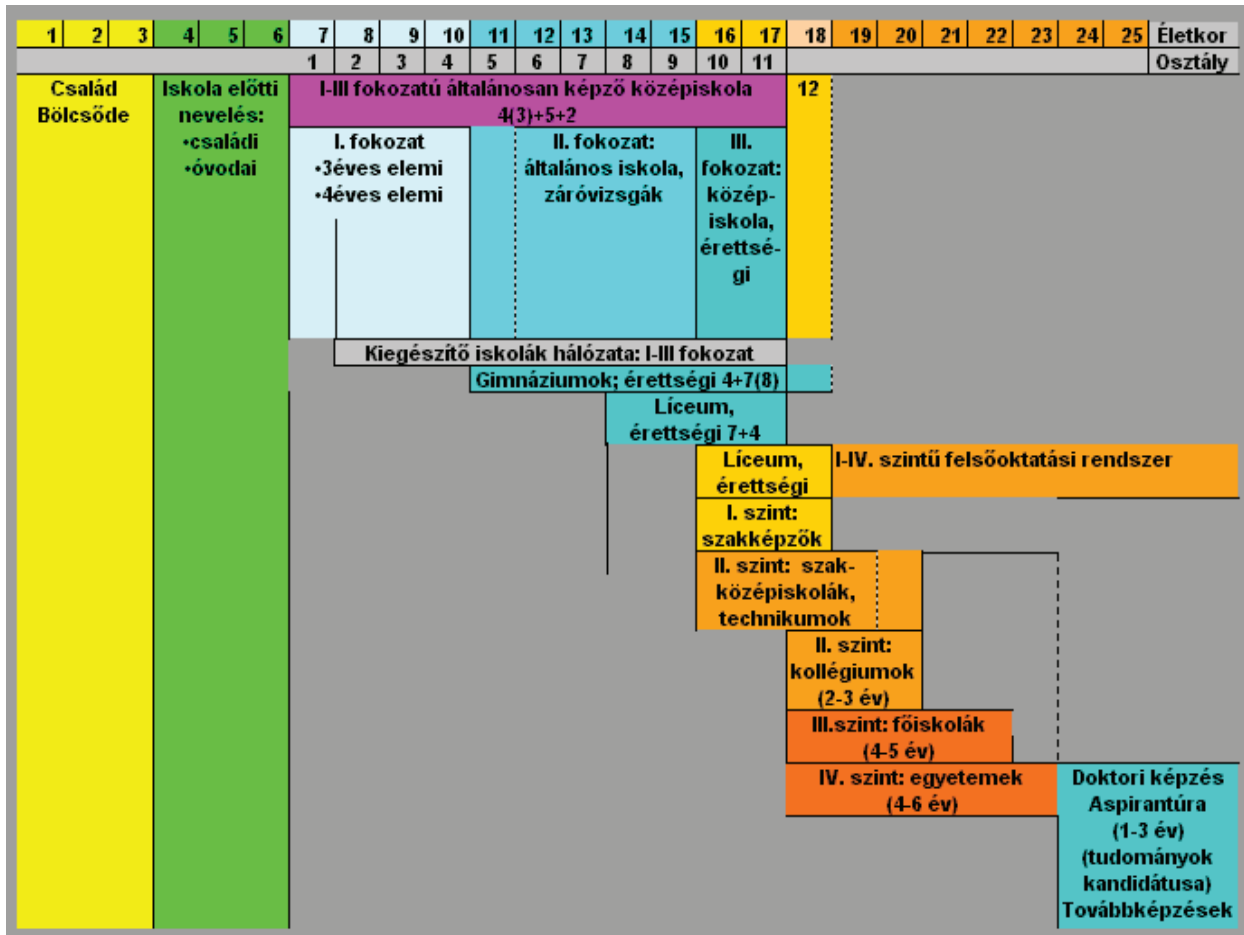 1 2 3 4 5 6 7 8 9 10 11 12 13 14 15 16 17 18 19 20 21 22 23 24 25 Életkor
1 2 3 4 5 6 7 8 9 10 11 Osztály
Család
Bölcsőde
Iskola előtti
nevelés:
•családi
•óvodai
I-III fokozatú általánosan képző középiskola
4(3)+5+2
12
I. fokozat
•3éves elemi
•4éves elemi
II. fokozat:
általános iskola,
záróvizsgák
III.
fokozat:
közép-
iskola,
érettsé-
gi
Kiegészítő iskolák hálózata: I-III fokozat
Gimnáziumok; érettségi 4+7(8)
Líceum,
érettségi 7+4
Líceum,
érettségi
I-IV. szintű felsőoktatási rendszer
I. szint:
szakképzők
II. szint: szak-
középiskolák,
technikumok
II. szint:
kollégiumok
(2-3 év)
III.szint: főiskolák
(4-5 év)
IV. szint: egyetemek
(4-6 év)
Doktori képzés
Aspirantúra
(1-3 év)
(tudományok
kandidátusa)
Továbbképzések